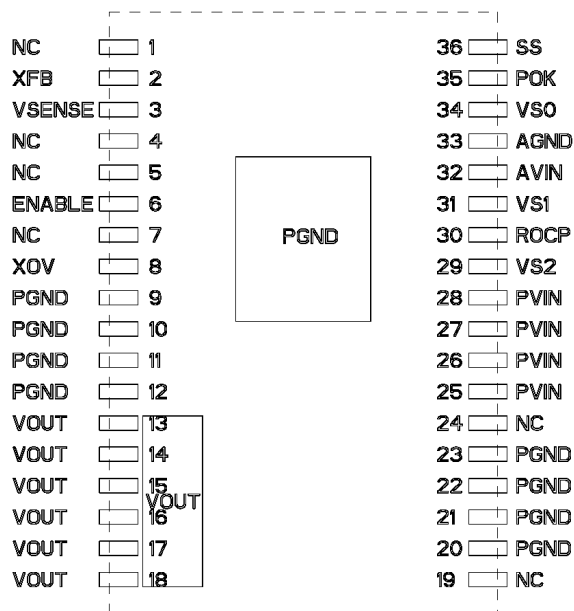 NC 1 36 SS
XFB 2 35 POK
VSENSE 3 34 VS0
NC 4 33 AGND
NC 5 32 AVIN
ENABLE 6 31 VS1
NC 7 PGND 30 ROCP
XOV 8 29 VS2
PGND 9 28 PVIN
PGND 10 27 PVIN
PGND 11 26 PVIN
PGND 12 25 PVIN
VOUT 13 24 NC
VOUT 14 23 PGND
VOUT 15 22 PGND
VOUT
VOUT 16 21 PGND
VOUT 17 20 PGND
VOUT 18 19 NC